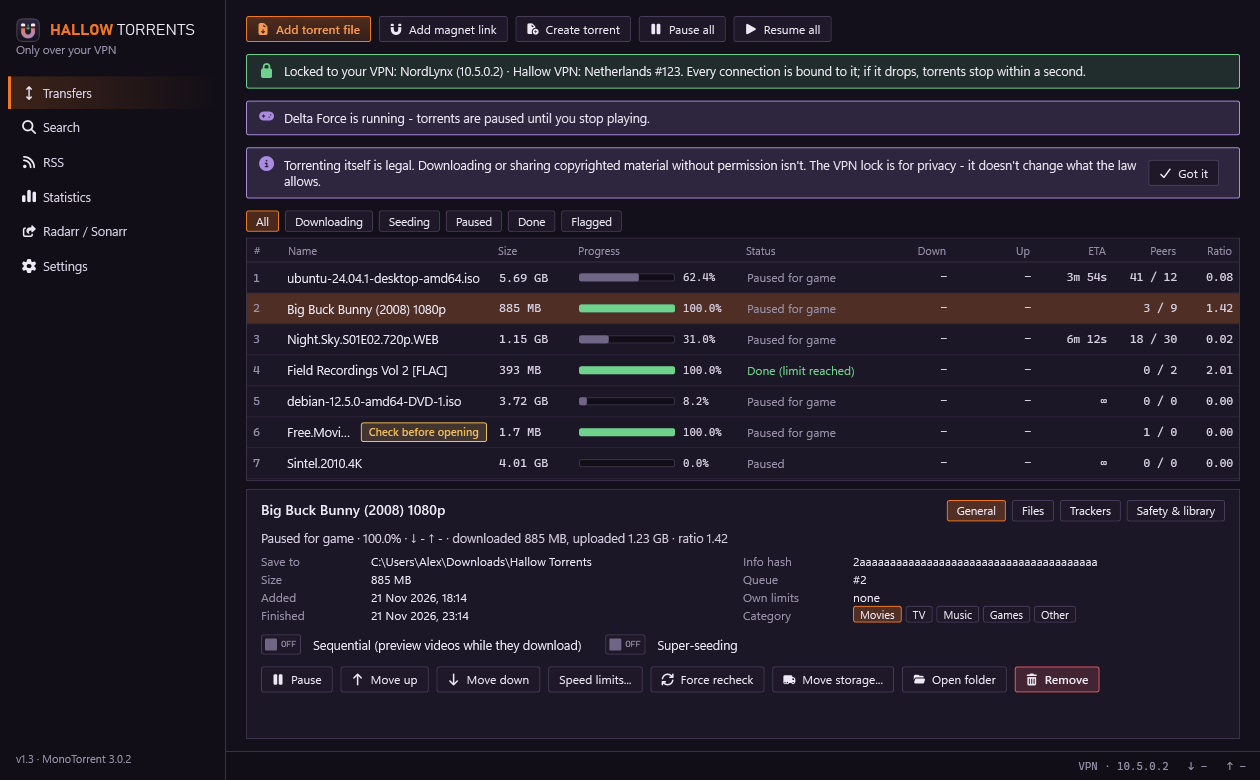 HALLOW TORRENTS
Only over your VPN
Transfers
Search
RSS
Statistics
Radarr / Sonarr
Settings
v1.3 · MonoTorrent 3.0.2
Add torrent file Add magnet link Create torrent Pause all Resume all
Locked to your VPN: NordLynx (10.5.0.2) · Hallow VPN: Netherlands #123. Every connection is bound to it; if it drops, torrents stop within a second.
Delta Force is running - torrents are paused until you stop playing.
Torrenting itself is legal. Downloading or sharing copyrighted material without permission isn't. The VPN lock is for privacy - it doesn't change what the law
allows.
Got it
All Downloading Seeding Paused Done Flagged
# Name Size Progress Status Down Up ETA Peers Ratio
1 ubuntu-24.04.1-desktop-amd64.iso 5.69 GB 62.4% Paused for game – – 3m 54s 41 / 12 0.08
2 Big Buck Bunny (2008) 1080p 885 MB 100.0% Paused for game – – 3 / 9 1.42
3 Night.Sky.S01E02.720p.WEB 1.15 GB 31.0% Paused for game – – 6m 12s 18 / 30 0.02
4 Field Recordings Vol 2 [FLAC] 393 MB 100.0% Done (limit reached) – – 0 / 2 2.01
5 debian-12.5.0-amd64-DVD-1.iso 3.72 GB 8.2% Paused for game – – ∞ 0 / 0 0.00
6 Free.Movi... Check before opening 1.7 MB 100.0% Paused for game – – 1 / 0 0.00
7 Sintel.2010.4K 4.01 GB 0.0% Paused – – ∞ 0 / 0 0.00
Big Buck Bunny (2008) 1080p General Files Trackers Safety & library
Paused for game · 100.0% · ↓ - ↑ - · downloaded 885 MB, uploaded 1.23 GB · ratio 1.42
Save to C:\Users\Alex\Downloads\Hallow Torrents Info hash 2aaaaaaaaaaaaaaaaaaaaaaaaaaaaaaaaaaaaaaa
Size 885 MB Queue #2
Added 21 Nov 2026, 18:14 Own limits none
Finished 21 Nov 2026, 23:14 Category Movies TV Music Games Other
OFF Sequential (preview videos while they download) OFF Super-seeding
Pause Move up Move down Speed limits... Force recheck Move storage... Open folder Remove
VPN · 10.5.0.2 ↓ – ↑ –